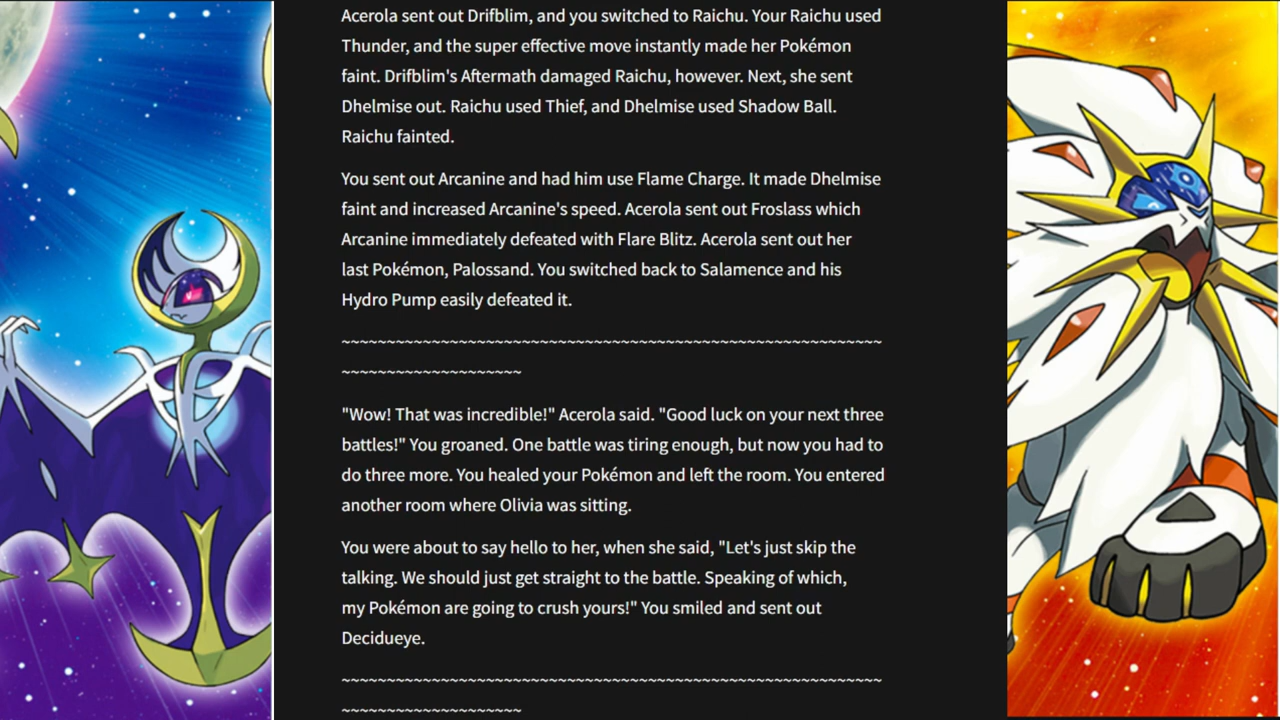 Acerola sent out Drifblim, and you switched to Raichu. Your Raichu used
Thunder, and the super effective move instantly made her Pokémon
faint. Drifblim's Aftermath damaged Raichu, however. Next, she sent
Dhelmise out. Raichu used Thief, and Dhelmise used Shadow Ball.
Raichu fainted.
You sent out Arcanine and had him use Flame Charge. It made Dhelmise
faint and increased Arcanine's speed. Acerola sent out Froslass which
Arcanine immediately defeated with Flare Blitz. Acerola sent out her
last Pokémon, Palossand. You switched back to Salamence and his
Hydro Pump easily defeated it.
~~~~~~~~~~~~~~~~~~~~~~~~~~~~~~~~~~~~~~~~~~~~~~~~~~~~~~~~~~~~
~~~~~~~~~~~~~~~~~~~~
"Wow! That was incredible!" Acerola said. "Good luck on your next three
battles!" You groaned. One battle was tiring enough, but now you had to
do three more. You healed your Pokémon and left the room. You entered
another room where Olivia was sitting.
You were about to say hello to her, when she said, "Let's just skip the
talking. We should just get straight to the battle. Speaking of which,
my Pokémon are going to crush yours!" You smiled and sent out
Decidueye.
~~~~~~~~~~~~~~~~~~~~~~~~~~~~~~~~~~~~~~~~~~~~~~~~~~~~~~~~~~~~
~~~~~~~~~~~~~~~~~~~~